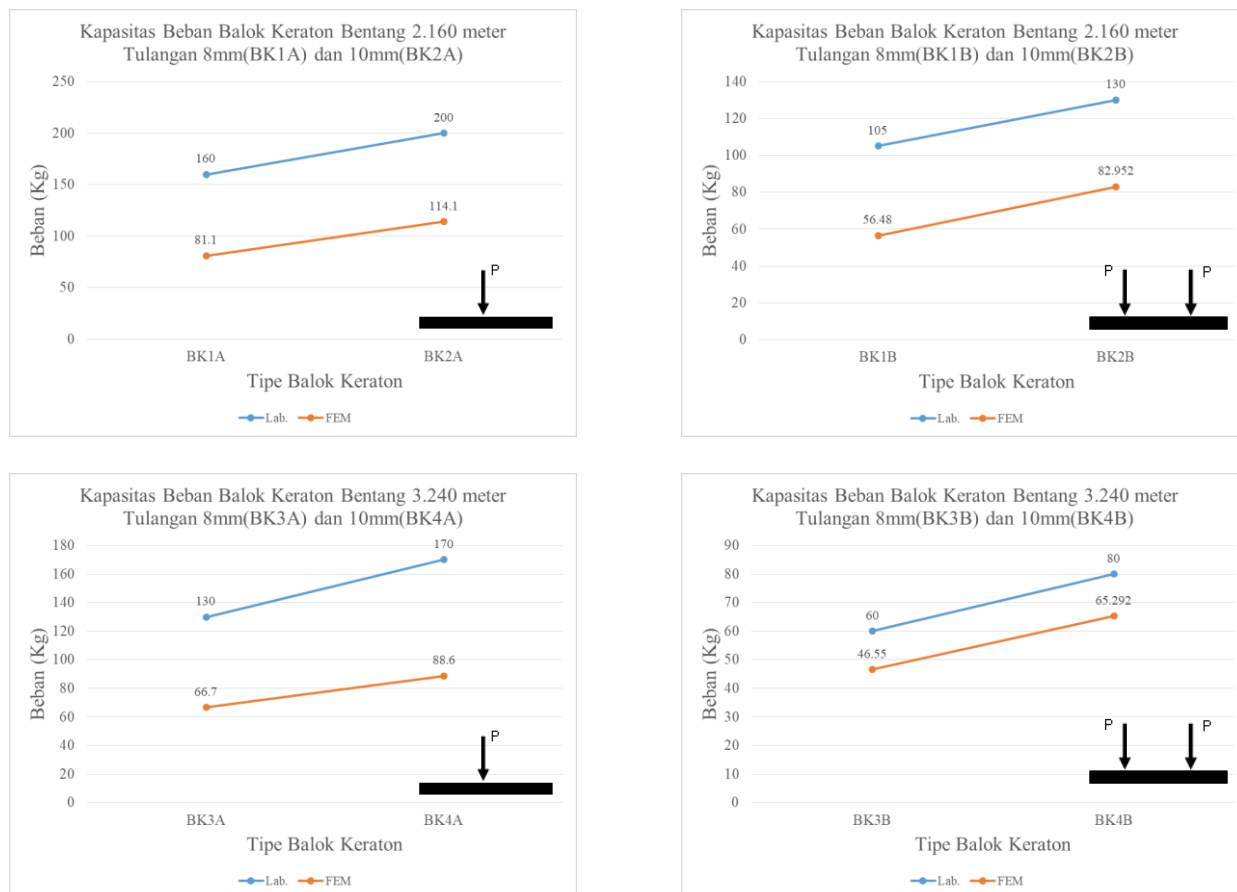 Kapasitas Beban Balok Keraton Bentang 2.160 meter
Tulangan 8mm(BK1A) dan 10mm(BK2A)
250
200
150
100
50
0
Beban (Kg)
160
200
81.1
114.1
P
BK1A BK2A
Tipe Balok Keraton
Lab. FEM
Kapasitas Beban Balok Keraton Bentang 2.160 meter
Tulangan 8mm(BK1B) dan 10mm(BK2B)
140
120
100
80
60
40
20
0
Beban (Kg)
105
130
56.48
82.952
P P
BK1B BK2B
Tipe Balok Keraton
Lab. FEM
Kapasitas Beban Balok Keraton Bentang 3.240 meter
Tulangan 8mm(BK3A) dan 10mm(BK4A)
180
160
140
120
100
80
60
40
20
0
Beban (Kg)
130
170
66.7
88.6
P
BK3A BK4A
Tipe Balok Keraton
Lab. FEM
Kapasitas Beban Balok Keraton Bentang 3.240 meter
Tulangan 8mm(BK3B) dan 10mm(BK4B)
90
80
70
60
50
40
30
20
10
0
Beban (Kg)
60
80
46.55
65.292
P P
BK3B BK4B
Tipe Balok Keraton
Lab. FEM